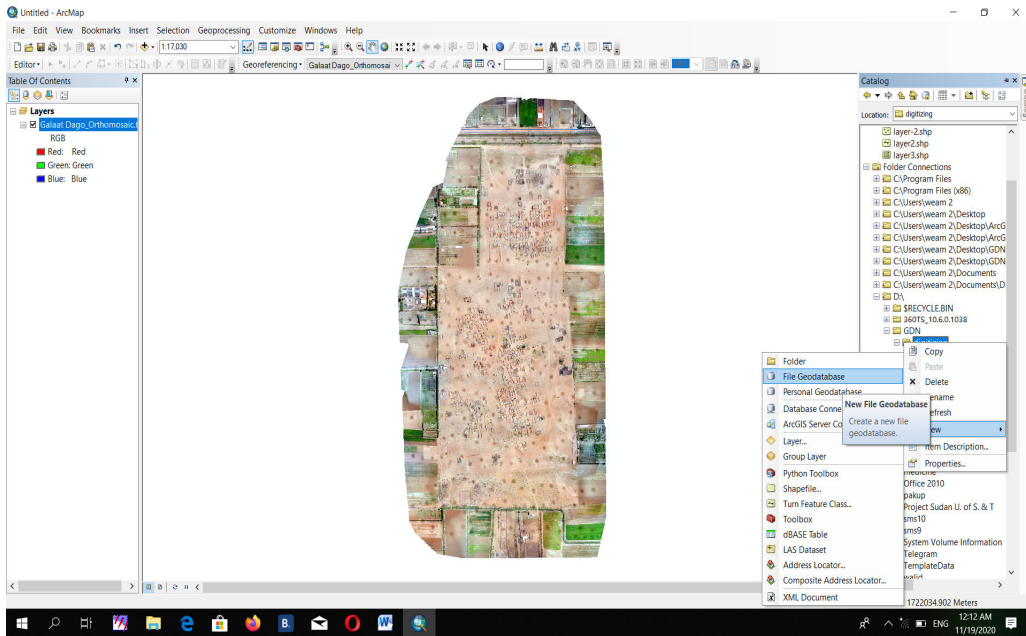 Untitled - ArcMap
File Edit View Bookmarks Insert Selection Geoprocessing Customize Windows Help
1:17,030
Editor
Georeferencing
Galaat Dago_Orthomosai
Table Of Contents
Layers
Galaat Dago_Orthomosaic.t
RGB
Red: Red
Green: Green
Blue: Blue
Catalog
Location: digitizing
layer-2.shp
layer2.shp
layer3.shp
Folder Connections
C:\Program Files
C:\Program Files (x86)
C:\Users\weam 2
C:\Users\weam 2\Desktop
C:\Users\weam 2\Desktop\ArcG
C:\Users\weam 2\Desktop\ArcG
C:\Users\weam 2\Desktop\GDN
C:\Users\weam 2\Desktop\GDN
C:\Users\weam 2\Documents
C:\Users\weam 2\Documents\D
D:\
$RECYCLE.BIN
360TS_10.6.0.1038
GDN
digitizing
Copy
Paste
Delete
ename
efresh
ew
Item Description...
Properties...
Folder
File Geodatabase
Personal Geodatabase
Database Conne
ArcGIS Server Co
Layer...
Group Layer
Python Toolbox
Shapefile...
Turn Feature Class...
Toolbox
dBASE Table
LAS Dataset
Address Locator...
Composite Address Locator...
XML Document
New File Geodatabase
Create a new file
geodatabase.
medicine
Office 2010
pakup
Project Sudan U. of S. & T
sms10
sms9
System Volume Information
Telegram
TemplateData
walid
1722034.902 Meters
ENG
12:12 AM
11/19/2020